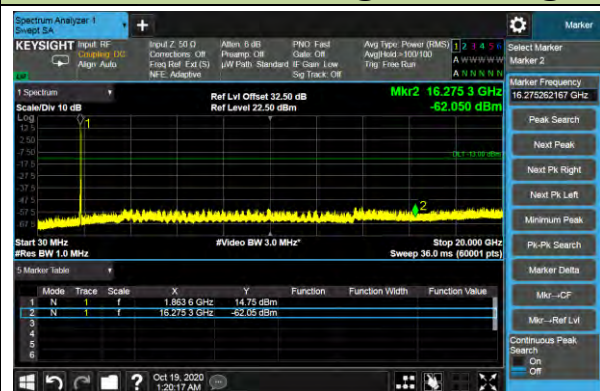 Spectrum Analyzer 1
Swept SA
+
Marker
KEYSIGHT Input: RF
Coupling: DC
Align: Auto
Input Z: 50 Ω
Corrections: Off
Freq Ref: Ext (S)
NFE: Adaptive
Atten: 6 dB
Preamp: Off
µW Path: Standard
PNO: Fast
Gate: Off
IF Gain: Low
Sig Track: Off
Avg Type: Power (RMS)
Avg|Hold: >100/100
Trig: Free Run
1 2 3 4 5 6
A W W W W W
A N N N N N
Select Marker
Marker 2
Marker Frequency
16.275262167 GHz
Peak Search
Next Peak
Next Pk Right
Next Pk Left
Minimum Peak
Pk-Pk Search
Marker Delta
Mkr→CF
Mkr→Ref Lvl
Continuous Peak
Search
On
Off
1 Spectrum
Scale/Div 10 dB
Ref Lvl Offset 32.50 dB
Ref Level 22.50 dBm
Mkr2 16.275 3 GHz
-62.050 dBm
Log
12.5
2.50
-7.50
-17.5
-27.5
-37.5
-47.5
-57.5
-67.5
1
DL1 -13.00 dBm
2
Start 30 MHz
#Res BW 1.0 MHz
#Video BW 3.0 MHz*
Stop 20.000 GHz
Sweep 36.0 ms (60001 pts)
5 Marker Table
Mode Trace Scale X Y Function Function Width Function Value
1 N 1 f 1.863 6 GHz 14.75 dBm
2 N 1 f 16.275 3 GHz -62.05 dBm
3
4
5
6
? Oct 19, 2020
1:20:17 AM